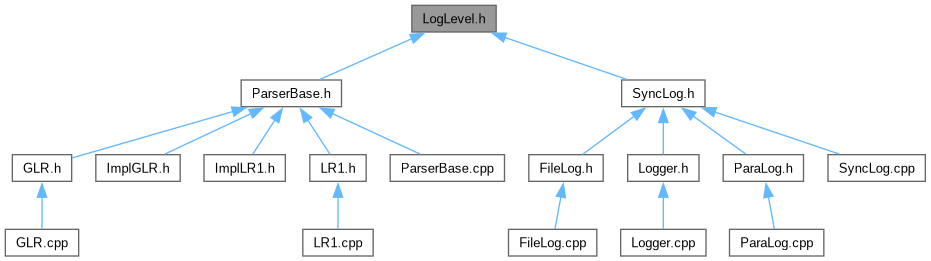 LogLevel.h
ParserBase.h
SyncLog.h
GLR.h
ImplGLR.h
ImplLR1.h
LR1.h
ParserBase.cpp
FileLog.h
Logger.h
ParaLog.h
SyncLog.cpp
GLR.cpp
LR1.cpp
FileLog.cpp
Logger.cpp
ParaLog.cpp